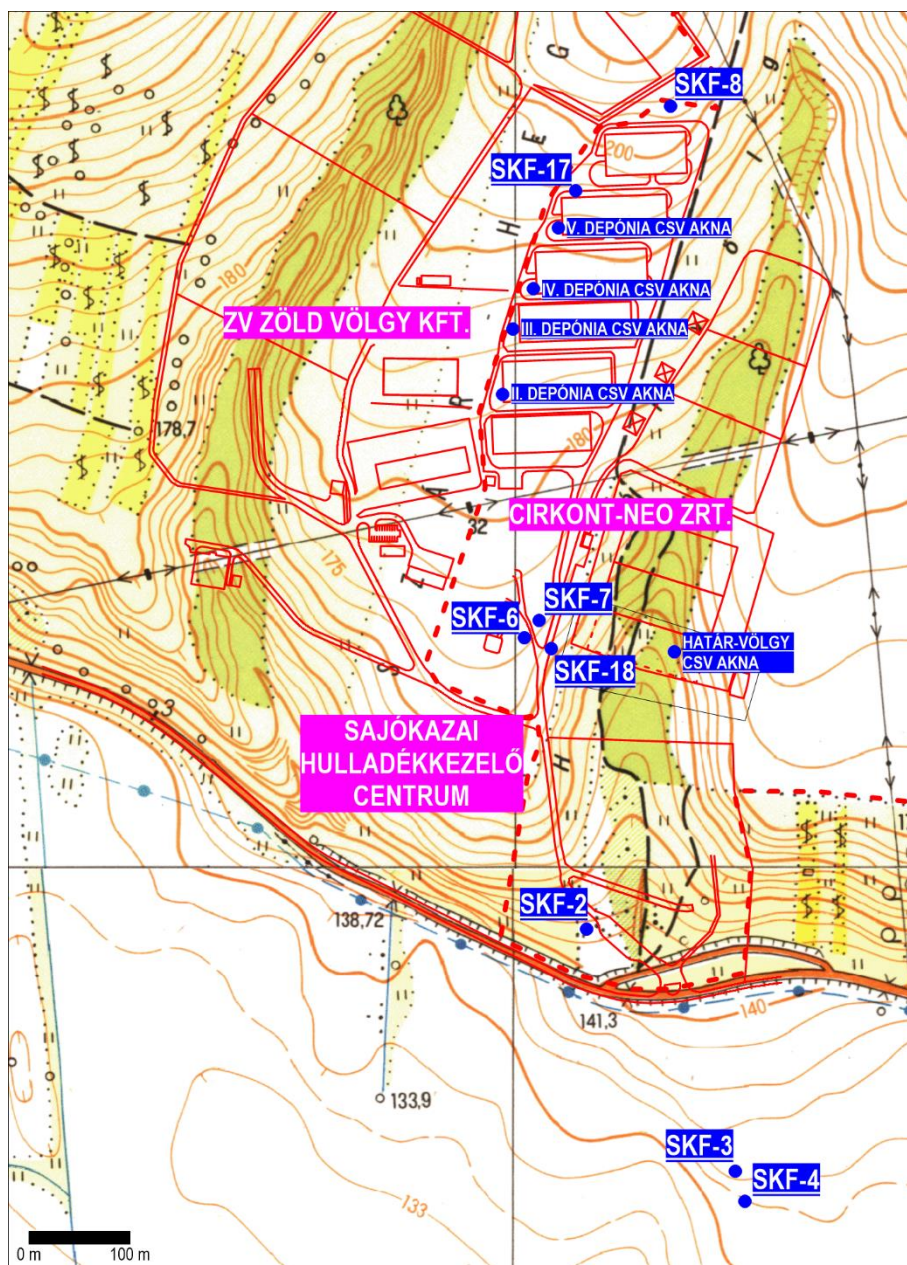 G
SKF-8
g
200
E
SKF-17
i
l
H
V. DEPÓNIA CSV AKNA
180
IV. DEPÓNIA CSV AKNA
ZV ZÖLD VÖLGY KFT.
III. DEPÓNIA CSV AKNA
R
II. DEPÓNIA CSV AKNA
178,7
180
A
CIRKONT-NEO ZRT.
32
175
Z
SKF-7
SKF-6
SKF-18
HATÁR-VÖLGY
CSV AKNA
S
SAJÓKAZAI
HULLADÉKKEZELŐ
CENTRUM
H
SKF-2
138,72
141,3
140
133,9
SKF-3
SKF-4
133
0 m 100 m